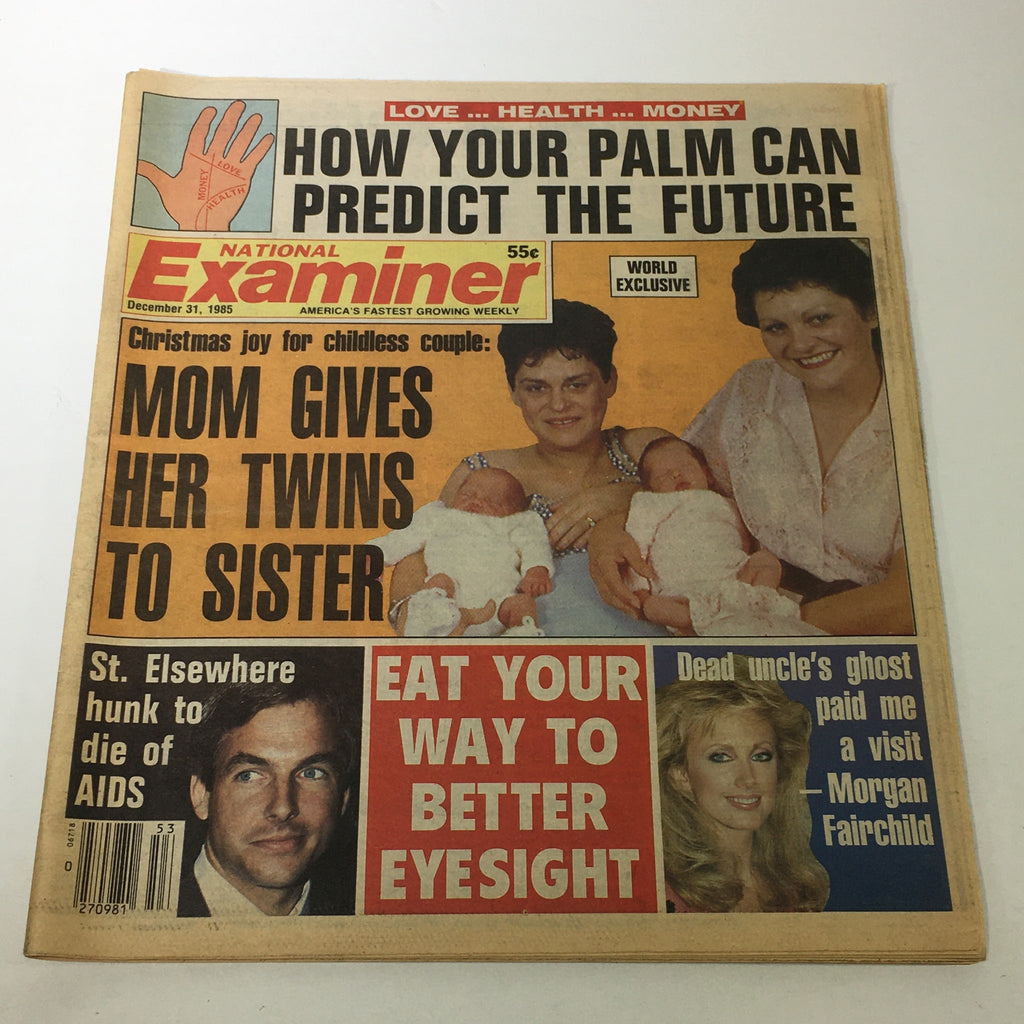 LOVE ... HEALTH ... MONEY
HOW YOUR PALM CAN
PREDICT THE FUTURE
LOVE
MONEY
HEALTH
NATIONAL
Examiner
55¢
December 31, 1985
AMERICA'S FASTEST GROWING WEEKLY
WORLD
EXCLUSIVE
Christmas joy for childless couple:
MOM GIVES
HER TWINS
TO SISTER
St. Elsewhere
hunk to
die of
AIDS
53
06718
0
270981
EAT YOUR
WAY TO
BETTER
EYESIGHT
Dead uncle's ghost
paid me
a visit
—Morgan
Fairchild